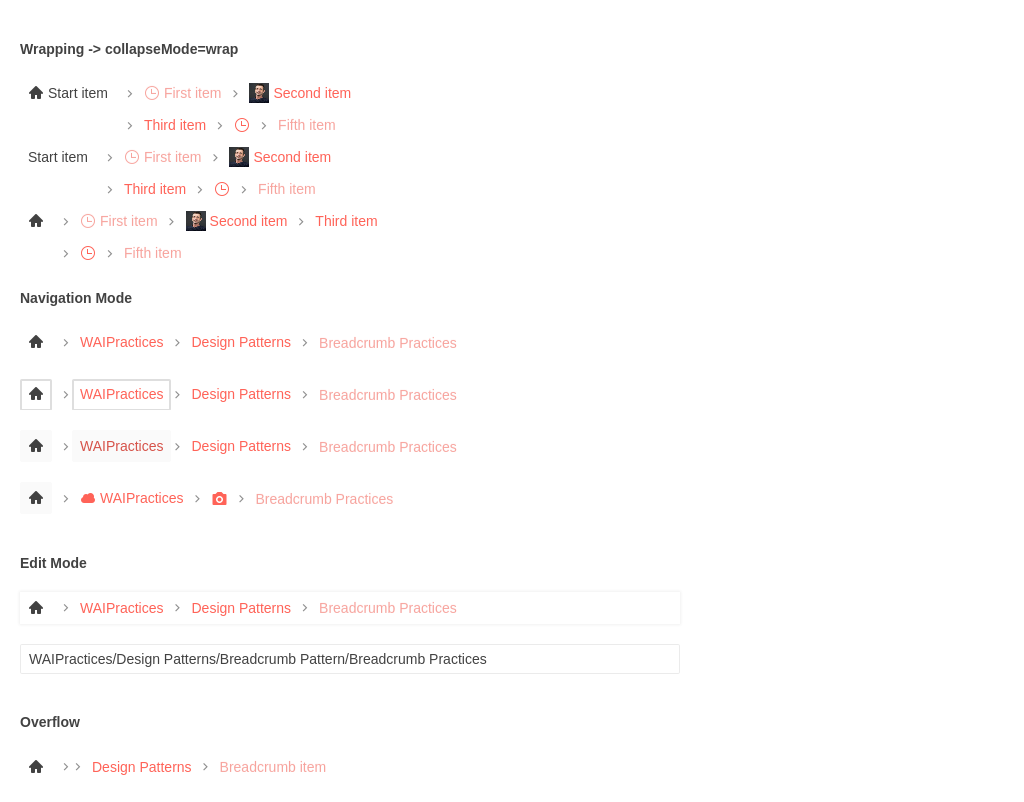 Wrapping -> collapseMode=wrap
Start item First item Second item
Third item Fifth item
Start item First item Second item
Third item Fifth item
First item Second item Third item
Fifth item
Navigation Mode
WAIPractices Design Patterns Breadcrumb Practices
WAIPractices Design Patterns Breadcrumb Practices
WAIPractices Design Patterns Breadcrumb Practices
WAIPractices Breadcrumb Practices
Edit Mode
WAIPractices Design Patterns Breadcrumb Practices
WAIPractices/Design Patterns/Breadcrumb Pattern/Breadcrumb Practices
Overflow
Design Patterns Breadcrumb item